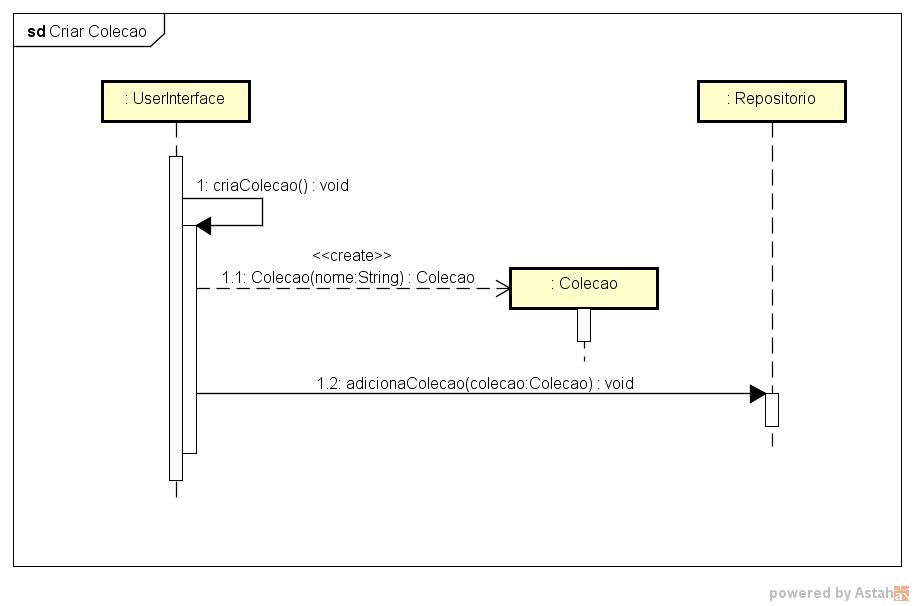 sd Criar Colecao
: UserInterface
: Repositorio
1: criaColecao() : void
<<create>>
1.1: Colecao(nome:String) : Colecao
: Colecao
1.2: adicionaColecao(colecao:Colecao) : void
powered by Astah